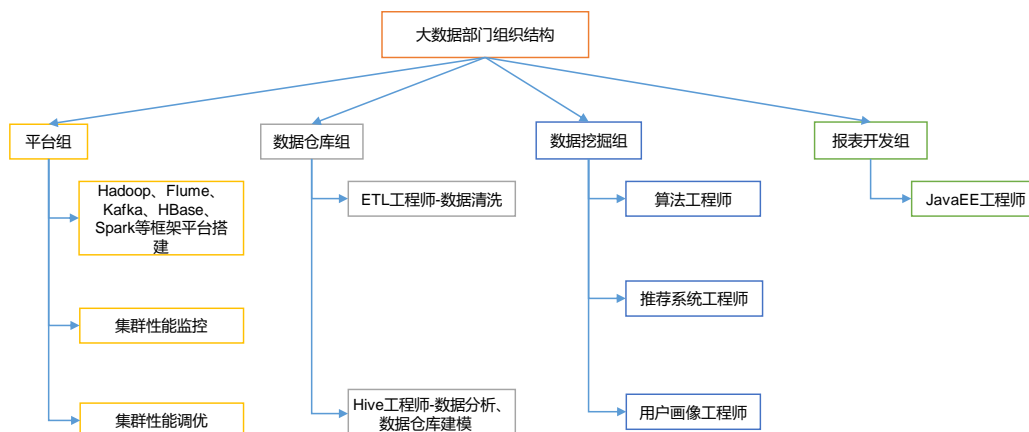 大数据部门组织结构
平台组
数据仓库组
数据挖掘组
报表开发组
Hadoop、Flume、
Kafka、HBase、
Spark等框架平台搭
建
ETL工程师-数据清洗
算法工程师
JavaEE工程师
集群性能监控
推荐系统工程师
集群性能调优
Hive工程师-数据分析、
数据仓库建模
用户画像工程师